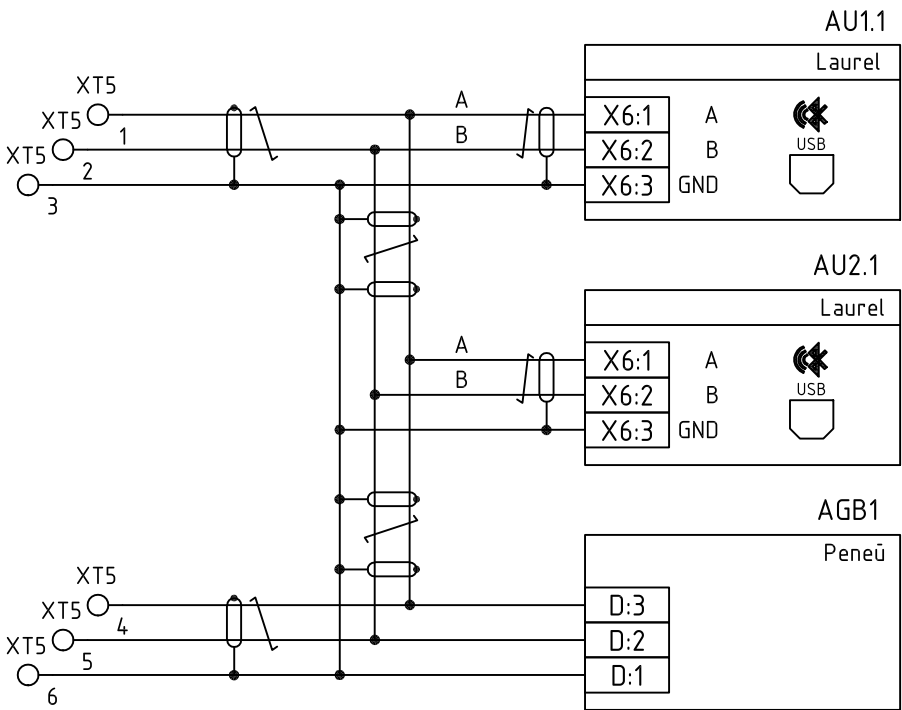 AU1.1
Laurel
XT5
A
X6:1 A
XT5
1
B
X6:2 B
USB
XT5
2
X6:3 GND
3
AU2.1
Laurel
A
X6:1 A
B
X6:2 B
USB
X6:3 GND
AGB1
Репей
XT5
D:3
XT5
4
D:2
XT5
5
D:1
6